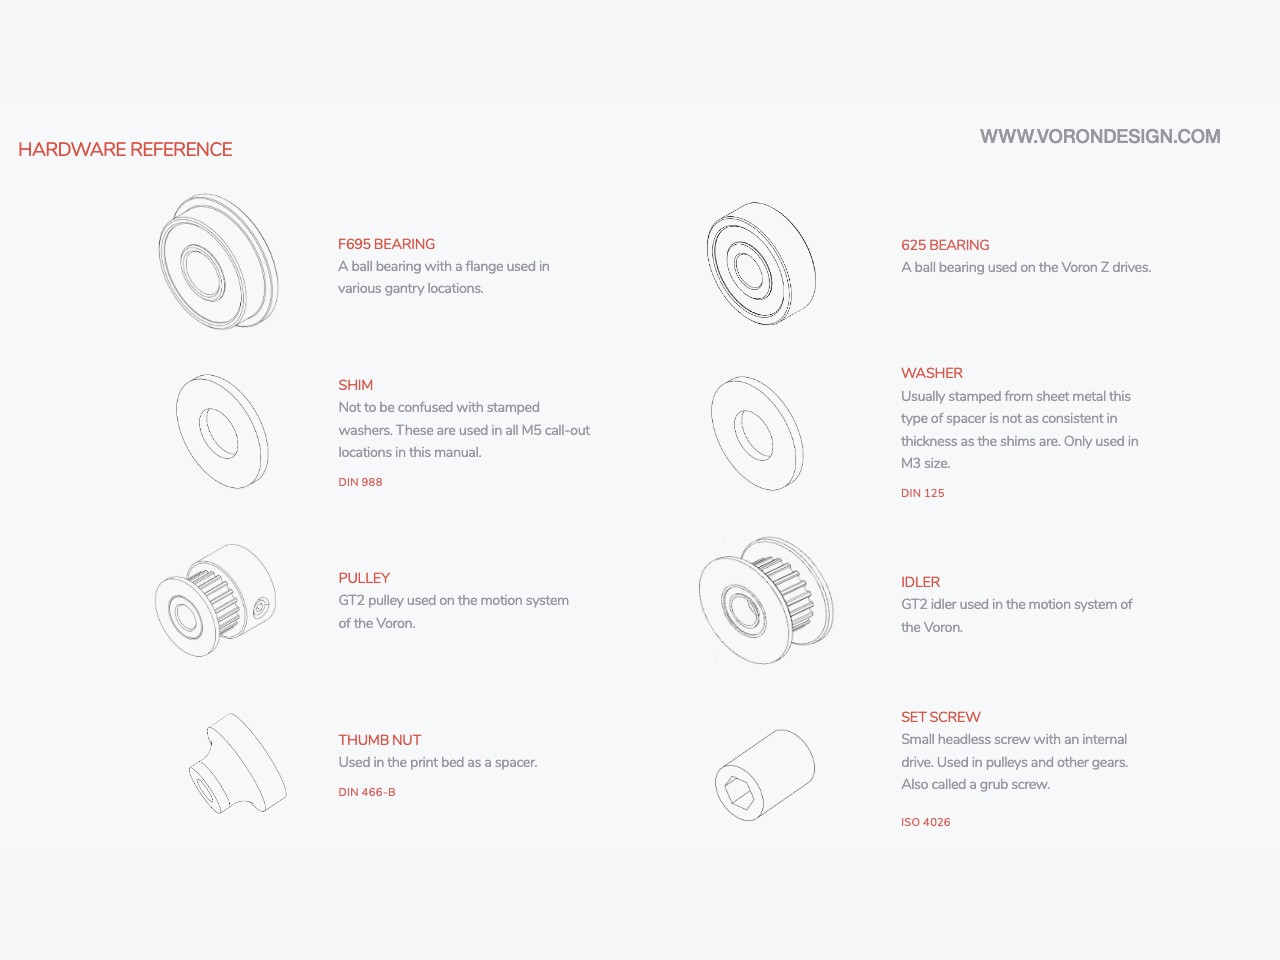 HARDWARE REFERENCE
WWW.VORONDESIGN.COM
F695 BEARING
A ball bearing with a flange used in
various gantry locations.
625 BEARING
A ball bearing used on the Voron Z drives.
SHIM
Not to be confused with stamped
washers. These are used in all M5 call-out
locations in this manual.
DIN 988
WASHER
Usually stamped from sheet metal this
type of spacer is not as consistent in
thickness as the shims are. Only used in
M3 size.
DIN 125
PULLEY
GT2 pulley used on the motion system
of the Voron.
IDLER
GT2 idler used in the motion system of
the Voron.
THUMB NUT
Used in the print bed as a spacer.
DIN 466-B
SET SCREW
Small headless screw with an internal
drive. Used in pulleys and other gears.
Also called a grub screw.
ISO 4026